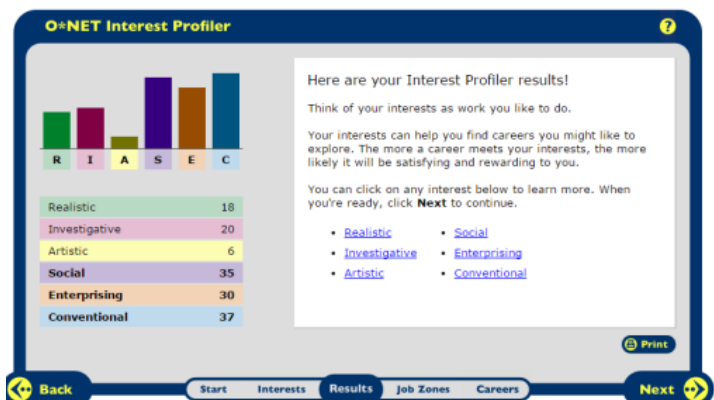 O*NET Interest Profiler
?
R I A S E C
Realistic 18
Investigative 20
Artistic 6
Social 35
Enterprising 30
Conventional 37
Here are your Interest Profiler results!
Think of your interests as work you like to do.
Your interests can help you find careers you might like to
explore. The more a career meets your interests, the more
likely it will be satisfying and rewarding to you.
You can click on any interest below to learn more. When
you're ready, click Next to continue.
• Realistic
• Investigative
• Artistic
• Social
• Enterprising
• Conventional
Print
Back
Start Interests Results Job Zones Careers
Next